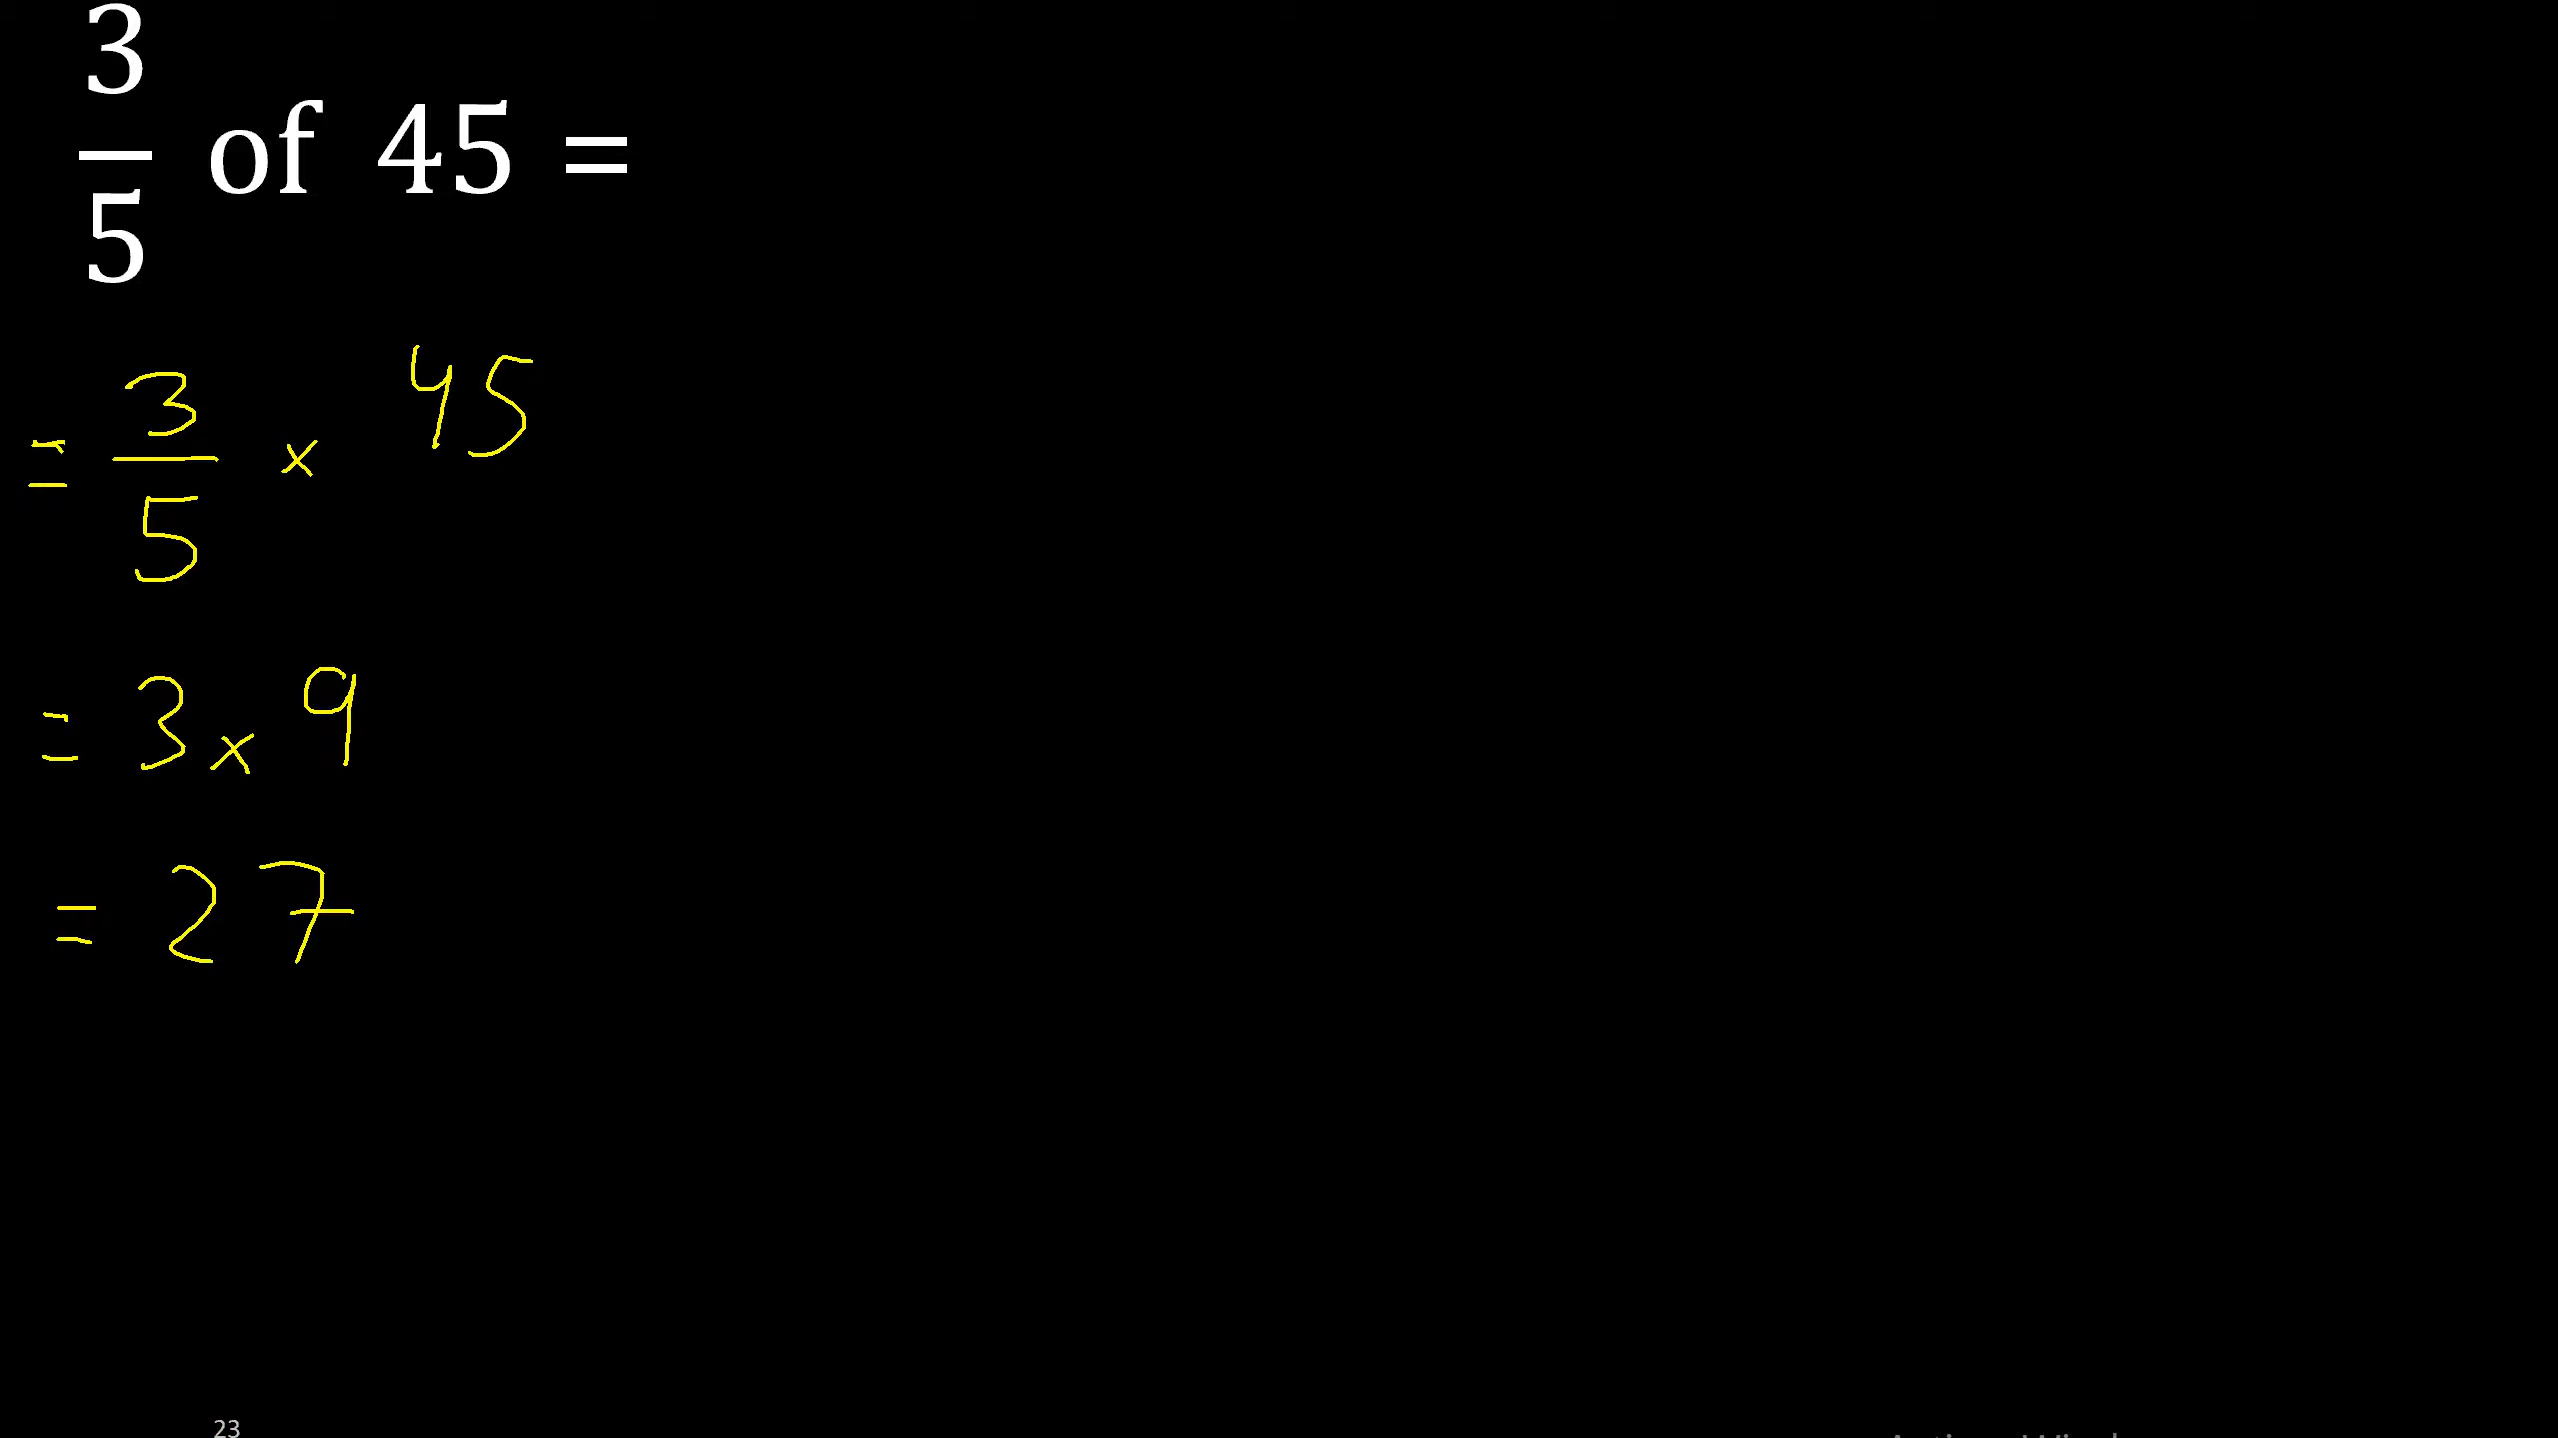 3/5 of 45 =
= 3/5 × 45
= 3 × 9
= 27
23